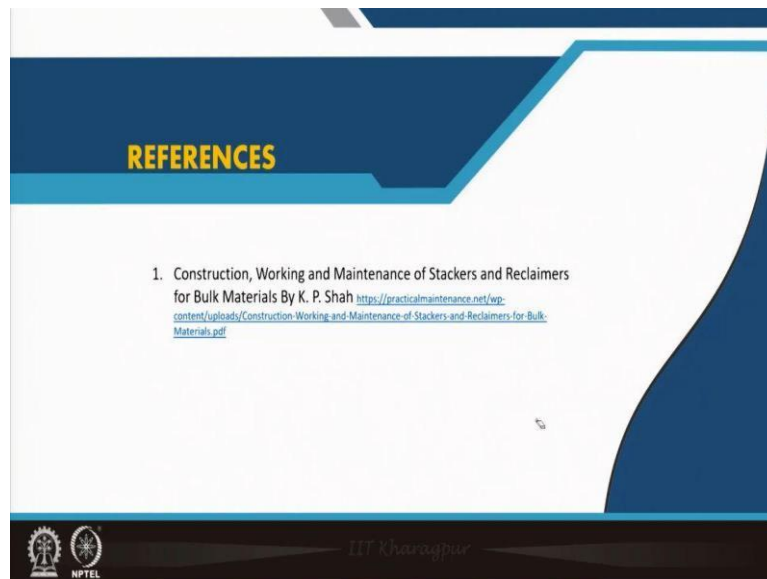 REFERENCES
1. Construction, Working and Maintenance of Stackers and Reclaimers
for Bulk Materials By K. P. Shah https://practicalmaintenance.net/wp-
content/uploads/Construction-Working-and-Maintenance-of-Stackers-and-Reclaimers-for-Bulk-
Materials.pdf
IIT Kharagpur
NPTEL